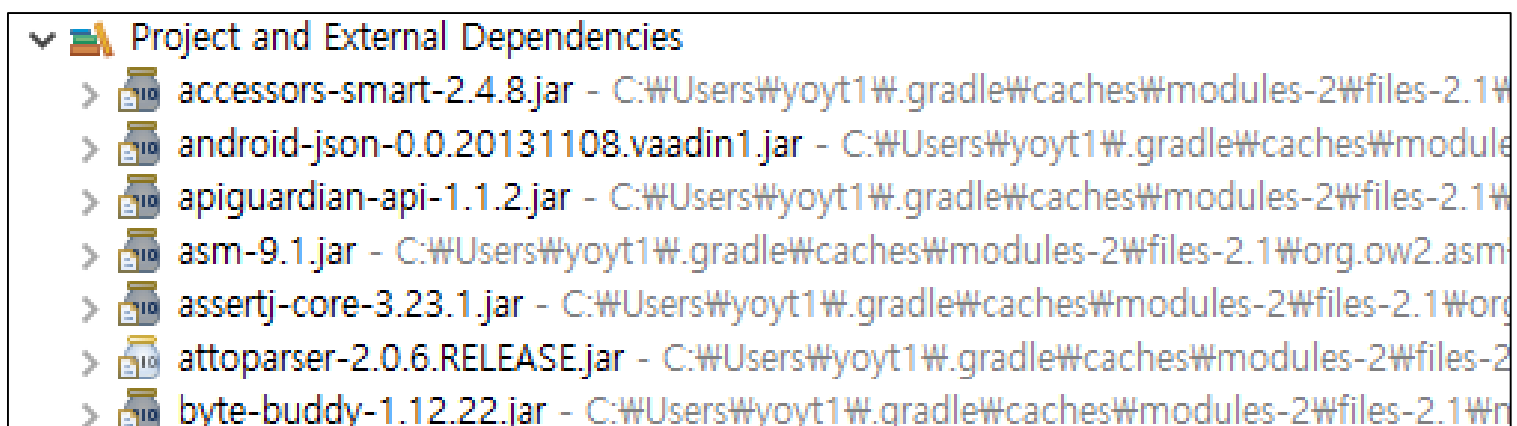 Project and External Dependencies
accessors-smart-2.4.8.jar - C:₩Users₩yoyt1₩.gradle₩caches₩modules-2₩files-2.1₩
android-json-0.0.20131108.vaadin1.jar - C:₩Users₩yoyt1₩.gradle₩caches₩module
apiguardian-api-1.1.2.jar - C:₩Users₩yoyt1₩.gradle₩caches₩modules-2₩files-2.1₩
asm-9.1.jar - C:₩Users₩yoyt1₩.gradle₩caches₩modules-2₩files-2.1₩org.ow2.asm
assertj-core-3.23.1.jar - C:₩Users₩yoyt1₩.gradle₩caches₩modules-2₩files-2.1₩org
attoparser-2.0.6.RELEASE.jar - C:₩Users₩yoyt1₩.gradle₩caches₩modules-2₩files-2
byte-buddy-1.12.22.jar - C:₩Users₩yoyt1₩.gradle₩caches₩modules-2₩files-2.1₩n